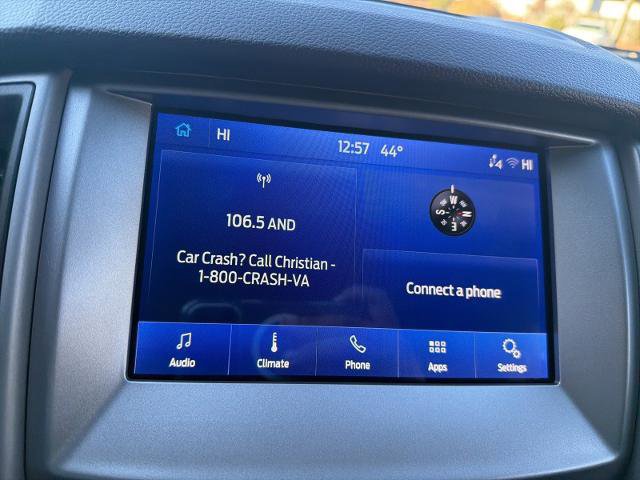 HI
12:57 44°
4 HI
106.5 AND
Car Crash? Call Christian -
1-800-CRASH-VA
W
S N
E
Connect a phone
Audio
Climate
Phone
Apps
Settings